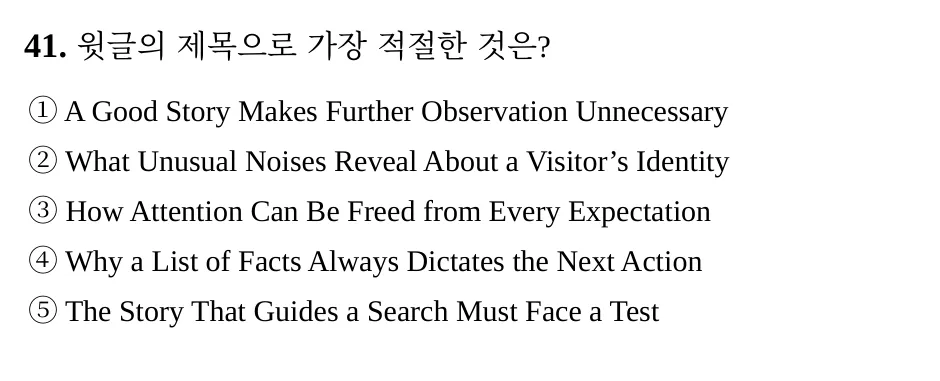 41. 윗글의 제목으로 가장 적절한 것은?
① A Good Story Makes Further Observation Unnecessary
② What Unusual Noises Reveal About a Visitor’s Identity
③ How Attention Can Be Freed from Every Expectation
④ Why a List of Facts Always Dictates the Next Action
⑤ The Story That Guides a Search Must Face a Test